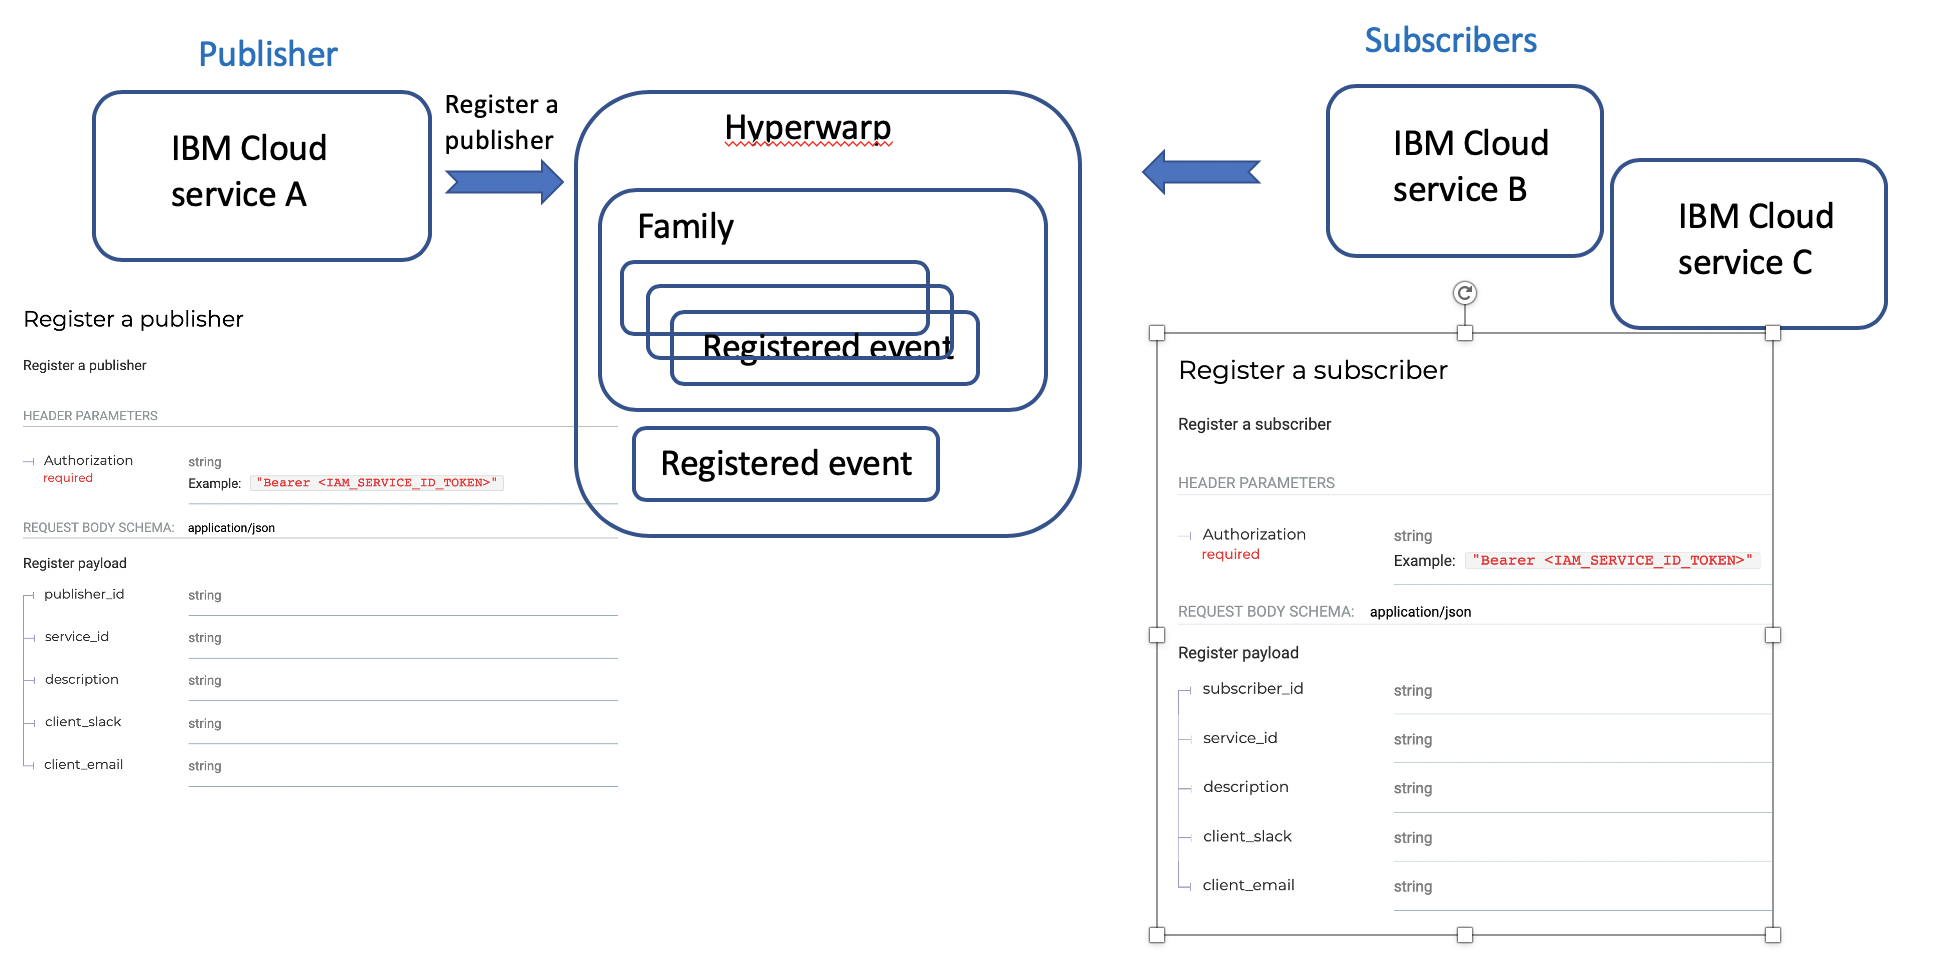 Publisher
IBM Cloud
service A
Register a
publisher
Hyperwarp
Family
Registered event
Registered event
Subscribers
IBM Cloud
service B
IBM Cloud
service C
Register a publisher
Register a publisher
HEADER PARAMETERS
Authorization string
required Example: "Bearer <IAM_SERVICE_ID_TOKEN>"
REQUEST BODY SCHEMA: application/json
Register payload
publisher_id string
service_id string
description string
client_slack string
client_email string
Register a subscriber
Register a subscriber
HEADER PARAMETERS
Authorization string
required Example: "Bearer <IAM_SERVICE_ID_TOKEN>"
REQUEST BODY SCHEMA: application/json
Register payload
subscriber_id string
service_id string
description string
client_slack string
client_email string